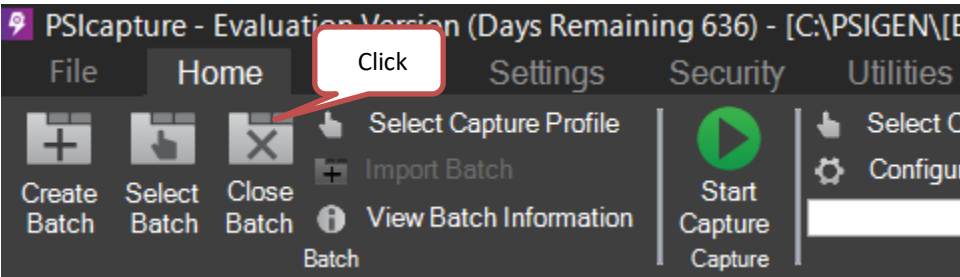 PSIcapture - Evaluation Version (Days Remaining 636) - [C:\PSIGEN\[
Click
File Home Settings Security Utilities
Create Batch
Select Batch
Close Batch
Select Capture Profile
Import Batch
View Batch Information
Batch
Start Capture
Capture
Select